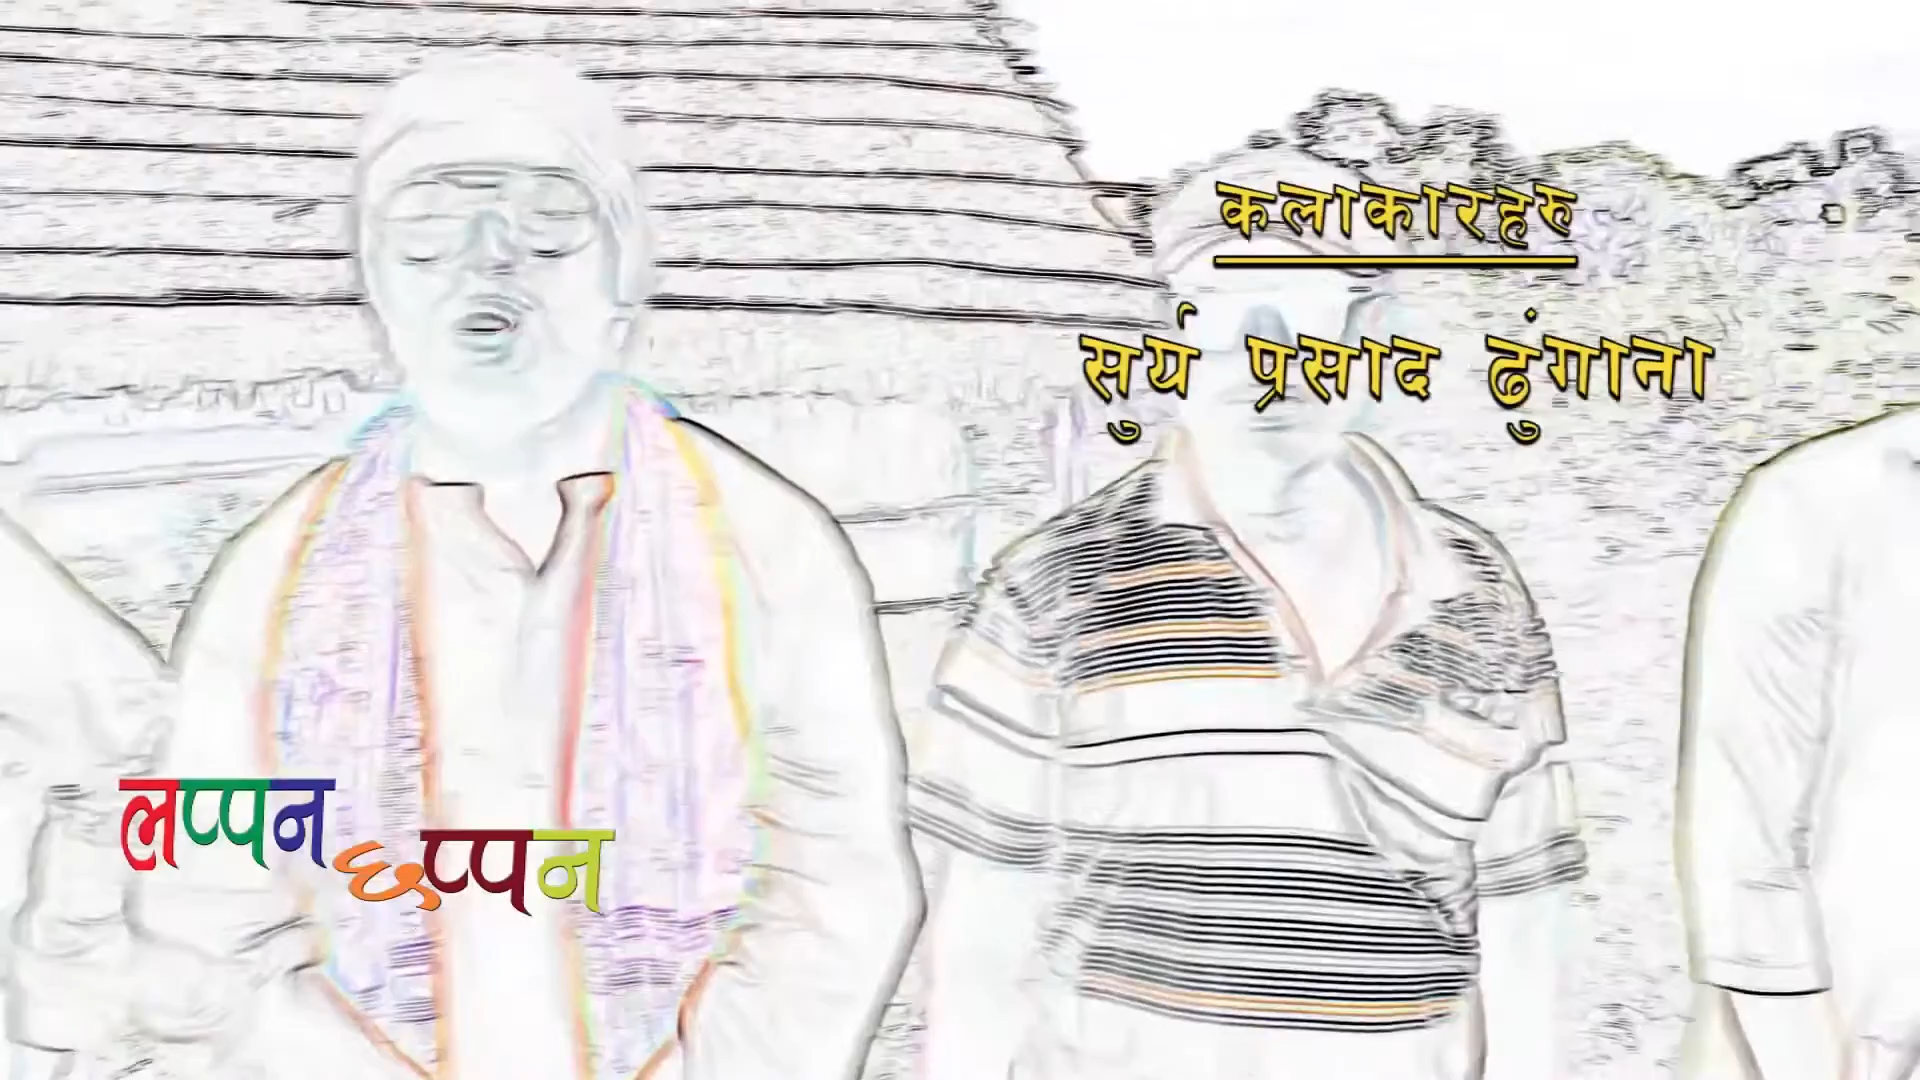 कलाकारहरु
सुर्य प्रसाद ढुंगाना
लप्पन
छप्पन